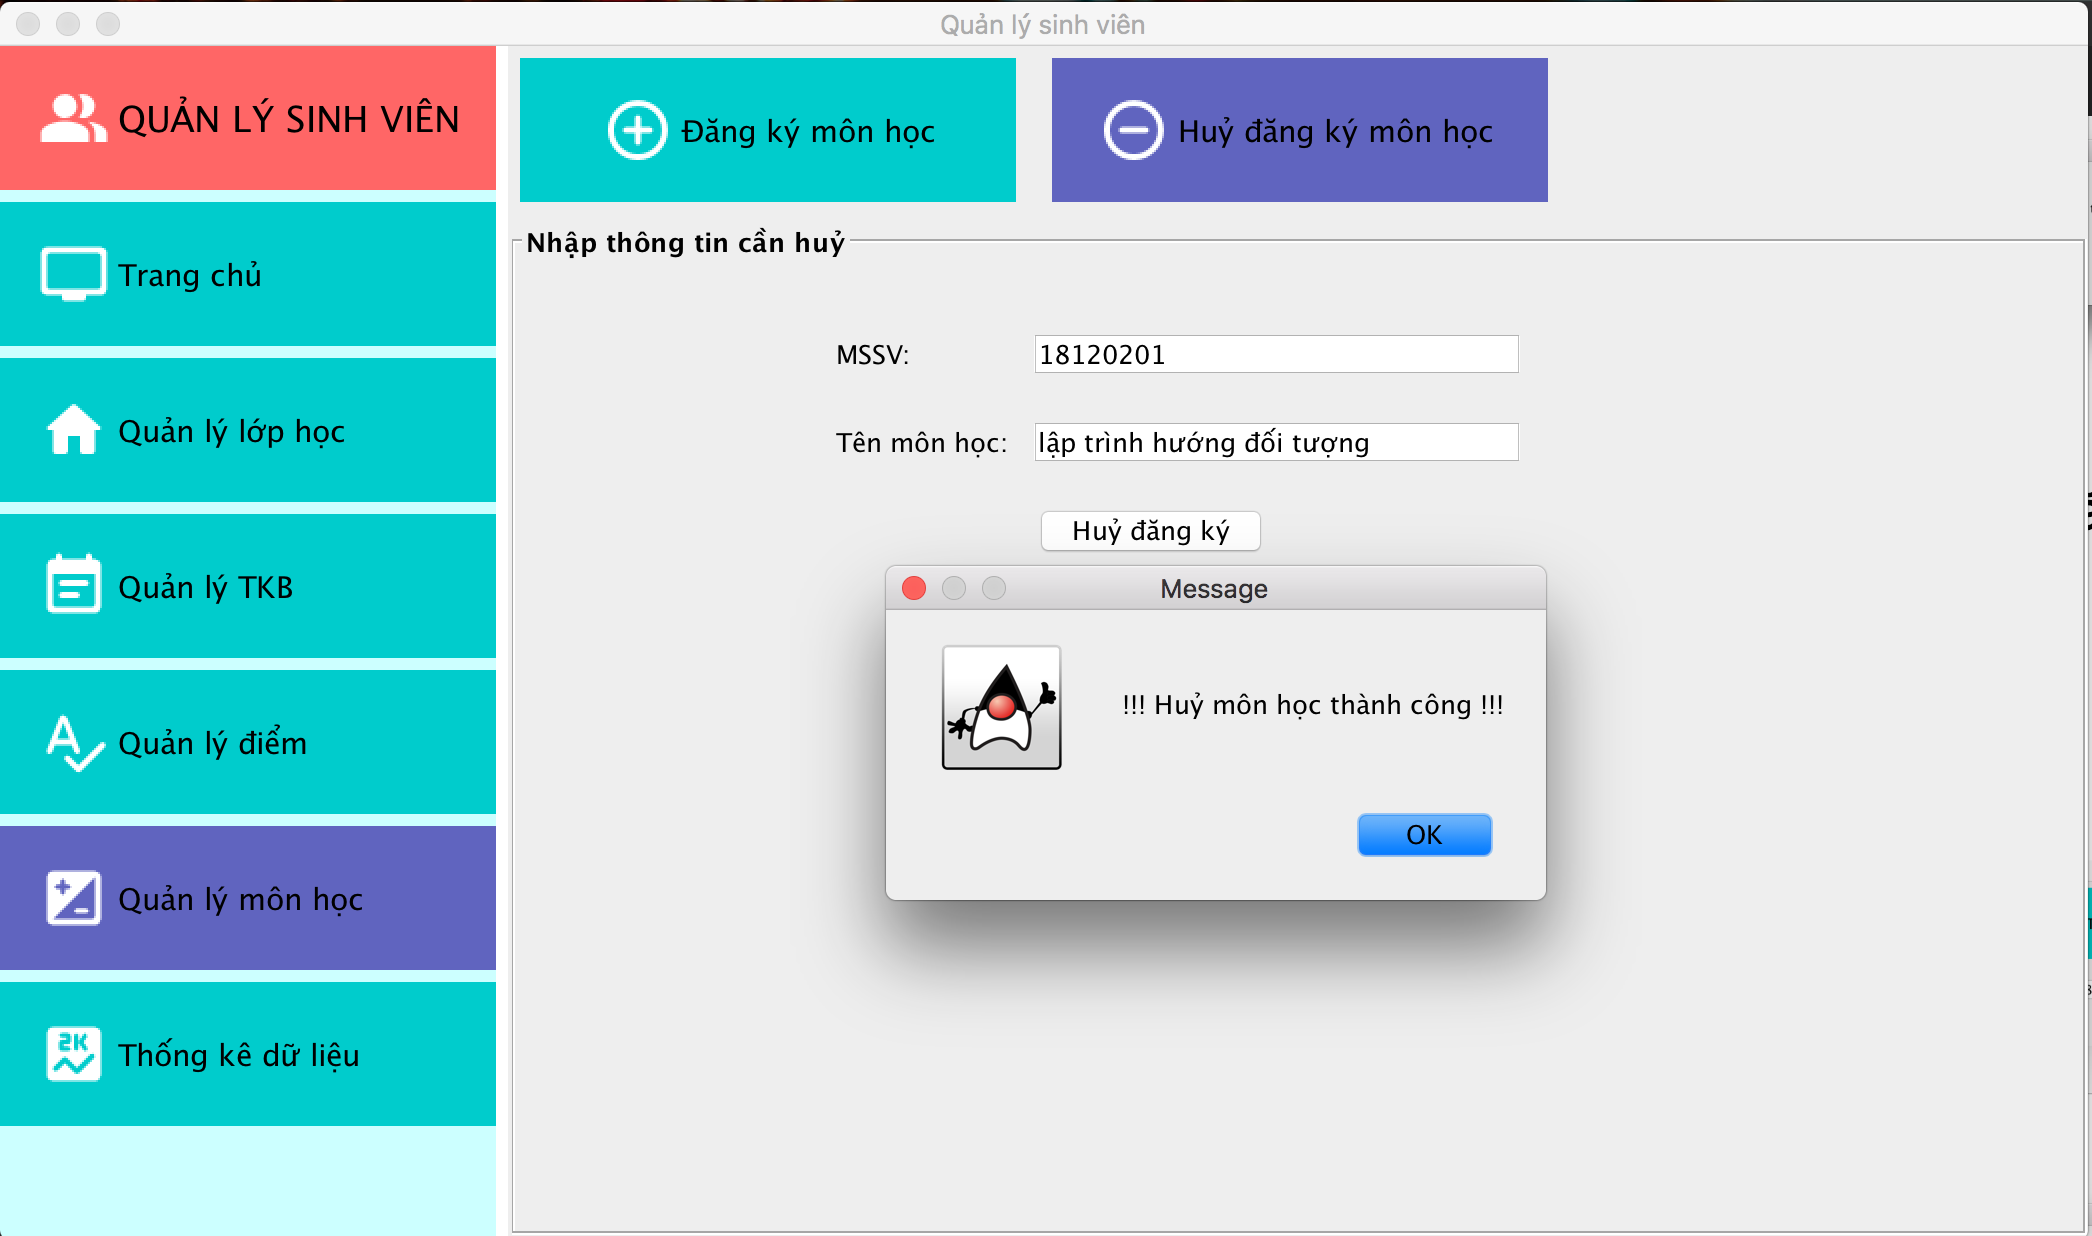 Quản lý sinh viên
QUẢN LÝ SINH VIÊN
Trang chủ
Quản lý lớp học
Quản lý TKB
Quản lý điểm
Quản lý môn học
2K
Thống kê dữ liệu
Đăng ký môn học
Huỷ đăng ký môn học
Nhập thông tin cần huỷ
MSSV:
18120201
Tên môn học:
lập trình hướng đối tượng
Huỷ đăng ký
Message
!!! Huỷ môn học thành công !!!
OK